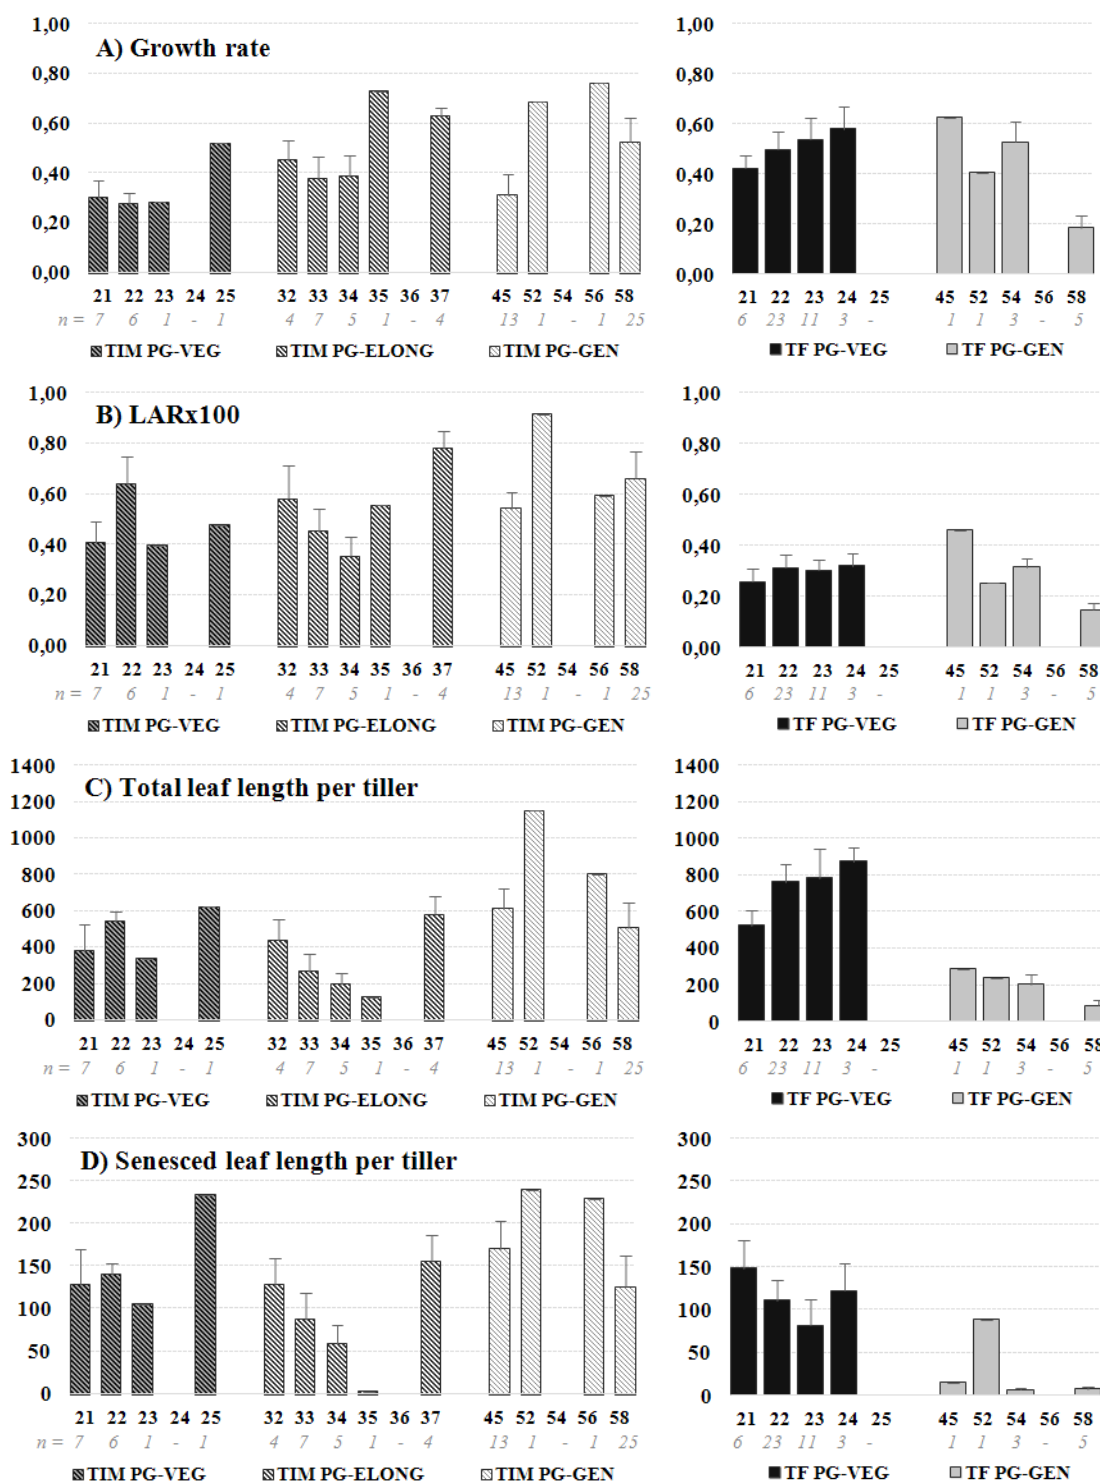 A) Growth rate
1,00 0,80 0,60 0,40 0,20 0,00
21 22 23 24 25 32 33 34 35 36 37 45 52 54 56 58
n = 7 6 1 - 1 4 7 5 1 - 4 13 1 - 1 25
TIM PG-VEG TIM PG-ELONG TIM PG-GEN
1,00 0,80 0,60 0,40 0,20 0,00
21 22 23 24 25 45 52 54 56 58
6 23 11 3 - 1 1 3 - 5
TF PG-VEG TF PG-GEN
B) LARx100
1,00 0,80 0,60 0,40 0,20 0,00
21 22 23 24 25 32 33 34 35 36 37 45 52 54 56 58
n = 7 6 1 - 1 4 7 5 1 - 4 13 1 - 1 25
TIM PG-VEG TIM PG-ELONG TIM PG-GEN
1,00 0,80 0,60 0,40 0,20 0,00
21 22 23 24 25 45 52 54 56 58
6 23 11 3 - 1 1 3 - 5
TF PG-VEG TF PG-GEN
C) Total leaf length per tiller
1400 1200 1000 800 600 400 200 0
21 22 23 24 25 32 33 34 35 36 37 45 52 54 56 58
n = 7 6 1 - 1 4 7 5 1 - 4 13 1 - 1 25
TIM PG-VEG TIM PG-ELONG TIM PG-GEN
1400 1200 1000 800 600 400 200 0
21 22 23 24 25 45 52 54 56 58
6 23 11 3 - 1 1 3 - 5
TF PG-VEG TF PG-GEN
D) Senesced leaf length per tiller
300 250 200 150 100 50 0
21 22 23 24 25 32 33 34 35 36 37 45 52 54 56 58
n = 7 6 1 - 1 4 7 5 1 - 4 13 1 - 1 25
TIM PG-VEG TIM PG-ELONG TIM PG-GEN
300 250 200 150 100 50 0
21 22 23 24 25 45 52 54 56 58
6 23 11 3 - 1 1 3 - 5
TF PG-VEG TF PG-GEN